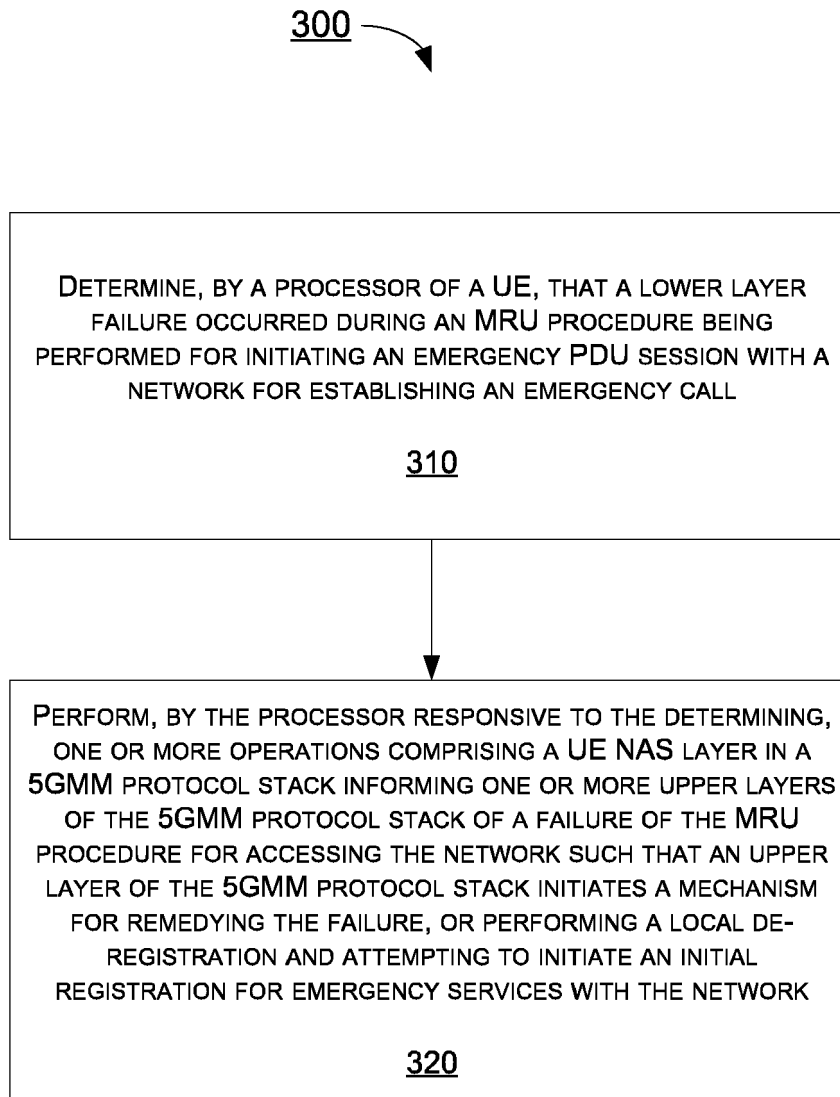 300
DETERMINE, BY A PROCESSOR OF A UE, THAT A LOWER LAYER
FAILURE OCCURRED DURING AN MRU PROCEDURE BEING
PERFORMED FOR INITIATING AN EMERGENCY PDU SESSION WITH A
NETWORK FOR ESTABLISHING AN EMERGENCY CALL
310
PERFORM, BY THE PROCESSOR RESPONSIVE TO THE DETERMINING,
ONE OR MORE OPERATIONS COMPRISING A UE NAS LAYER IN A
5GMM PROTOCOL STACK INFORMING ONE OR MORE UPPER LAYERS
OF THE 5GMM PROTOCOL STACK OF A FAILURE OF THE MRU
PROCEDURE FOR ACCESSING THE NETWORK SUCH THAT AN UPPER
LAYER OF THE 5GMM PROTOCOL STACK INITIATES A MECHANISM
FOR REMEDYING THE FAILURE, OR PERFORMING A LOCAL DE-
REGISTRATION AND ATTEMPTING TO INITIATE AN INITIAL
REGISTRATION FOR EMERGENCY SERVICES WITH THE NETWORK
320